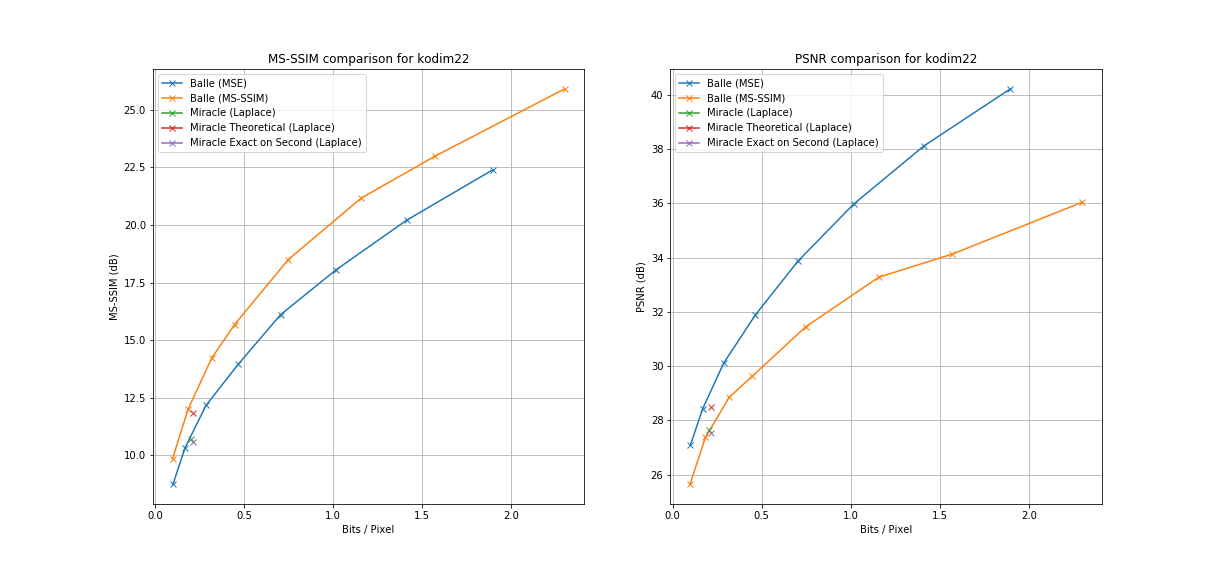 MS-SSIM comparison for kodim22
Balle (MSE)
Balle (MS-SSIM)
Miracle (Laplace)
Miracle Theoretical (Laplace)
Miracle Exact on Second (Laplace)
25.0
22.5
20.0
17.5
15.0
12.5
10.0
MS-SSIM (dB)
0.0 0.5 1.0 1.5 2.0
Bits / Pixel
PSNR comparison for kodim22
Balle (MSE)
Balle (MS-SSIM)
Miracle (Laplace)
Miracle Theoretical (Laplace)
Miracle Exact on Second (Laplace)
40
38
36
34
32
30
28
26
PSNR (dB)
0.0 0.5 1.0 1.5 2.0
Bits / Pixel